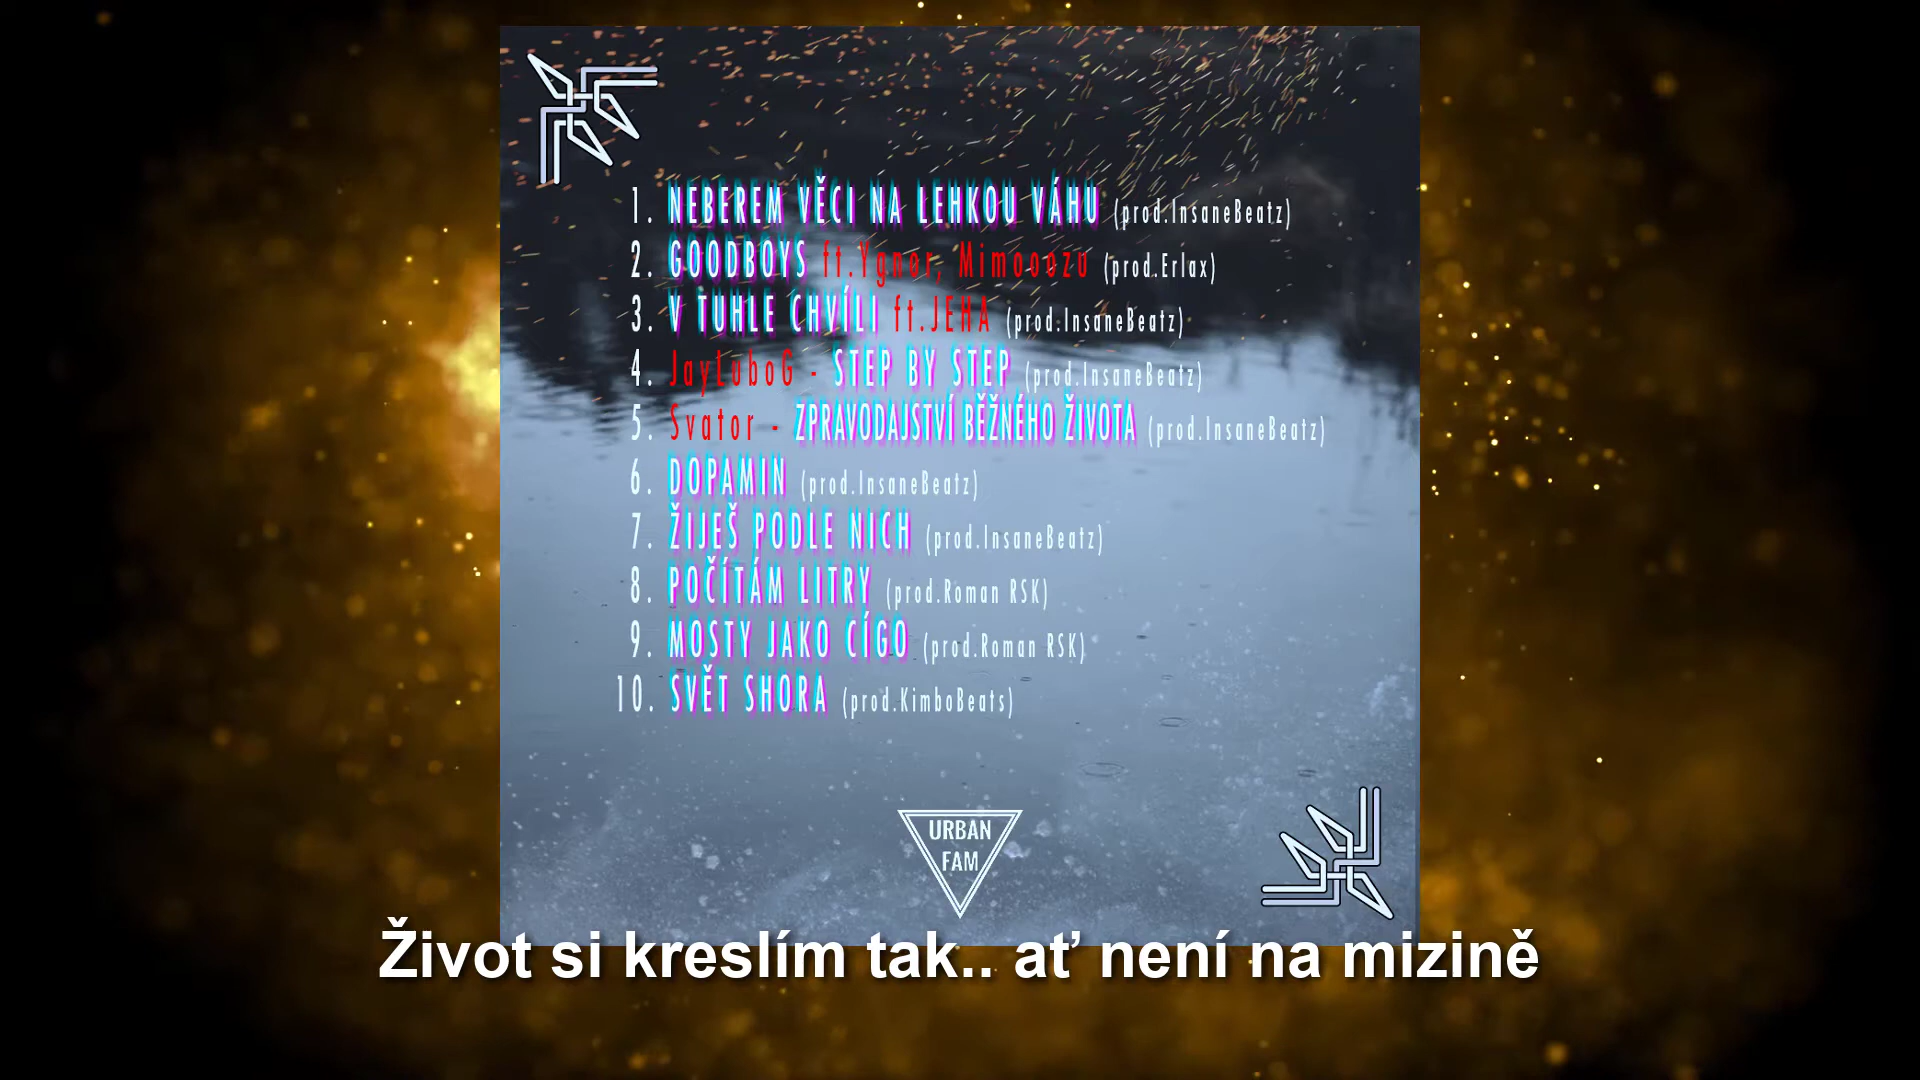 1. NEBEREM VĚCI NA LEHKOU VÁHU (prod.InsaneBeatz)
2. GOODBOYS ft.Ygnor, Mimooozu (prod.Erlax)
3. V TUHLE CHVÍLI ft.JEHA (prod.InsaneBeatz)
4. JayLuboG - STEP BY STEP (prod.InsaneBeatz)
5. Svator - ZPRAVODAJSTVÍ BĚŽNÉHO ŽIVOTA (prod.InsaneBeatz)
6. DOPAMIN (prod.InsaneBeatz)
7. ŽIJEŠ PODLE NICH (prod.InsaneBeatz)
8. POČÍTÁM LITRY (prod.Roman RSK)
9. MOSTY JAKO CÍGO (prod.Roman RSK)
10. SVĚT SHORA (prod.KimboBeats)
URBAN
FAM
Život si kreslím tak.. ať není na mizině